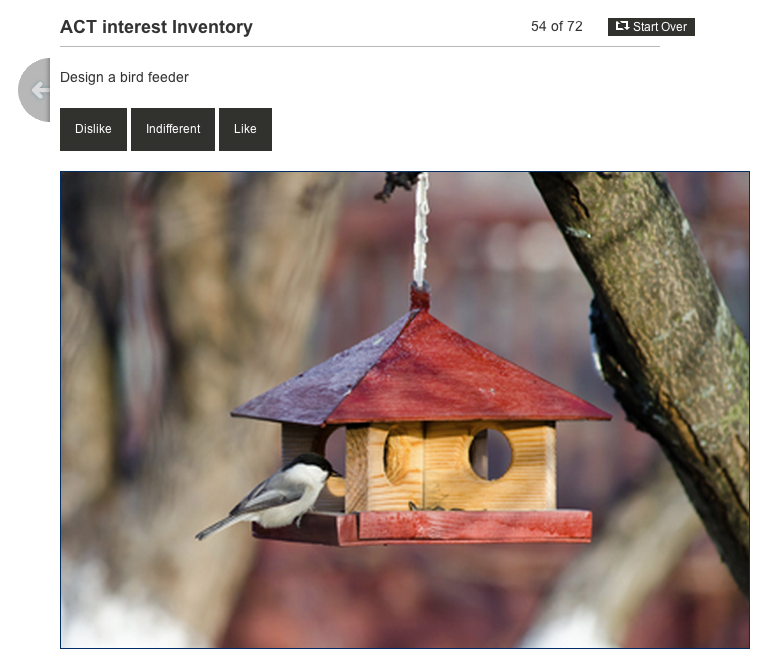 ACT interest Inventory
54 of 72
Start Over
Design a bird feeder
Dislike
Indifferent
Like